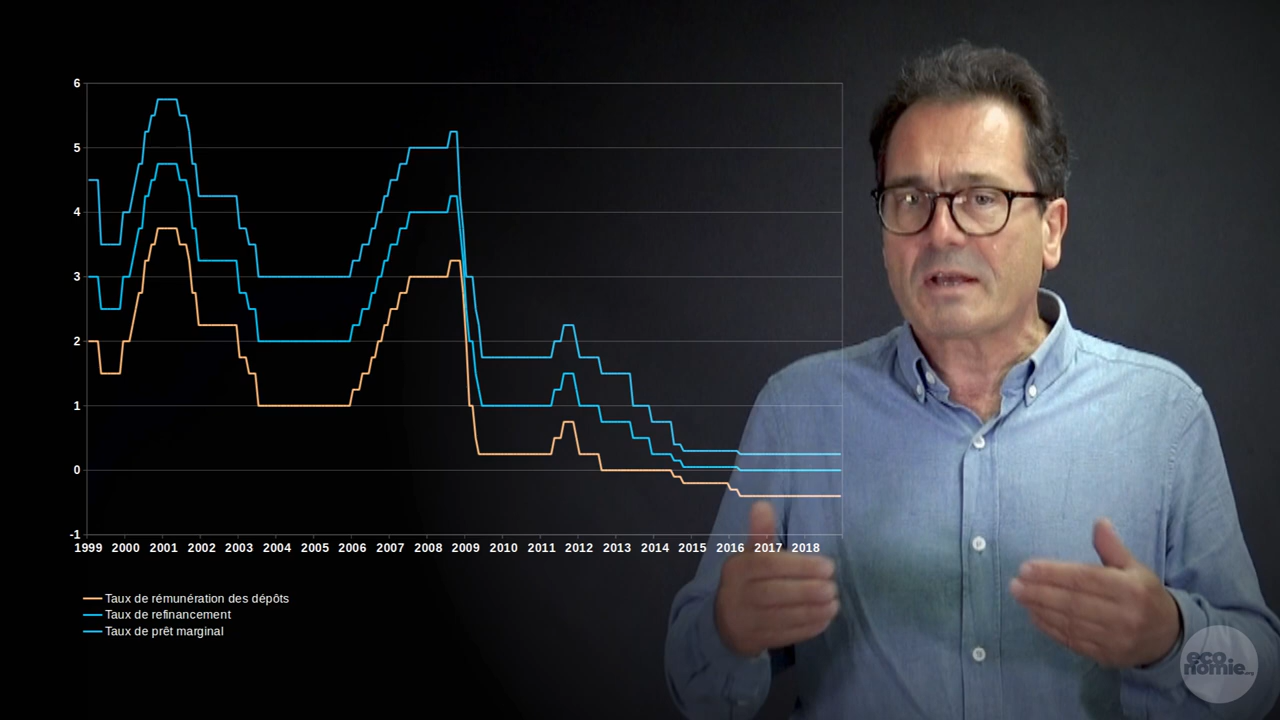 6
5
4
3
2
1
0
-1
1999 2000 2001 2002 2003 2004 2005 2006 2007 2008 2009 2010 2011 2012 2013 2014 2015 2016 2017 2018
Taux de rémunération des dépôts
Taux de refinancement
Taux de prêt marginal
eco
nomie